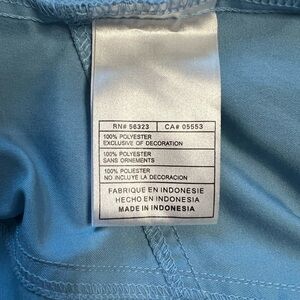 RN# 56323 CA# 05553
100% POLYESTER
EXCLUSIVE OF DECORATION
100% POLYESTER
SANS ORNEMENTS
100% POLIESTER
NO INCLUYE LA DECORACION
FABRIQUE EN INDONESIE
HECHO EN INDONESIA
MADE IN INDONESIA